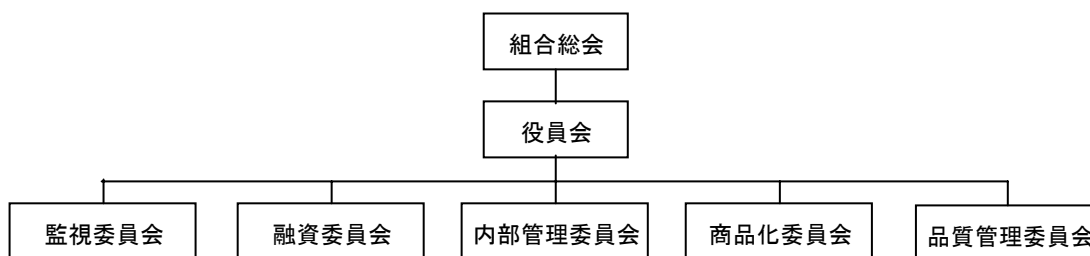 組合総会
役員会
監視委員会
融資委員会
内部管理委員会
商品化委員会
品質管理委員会